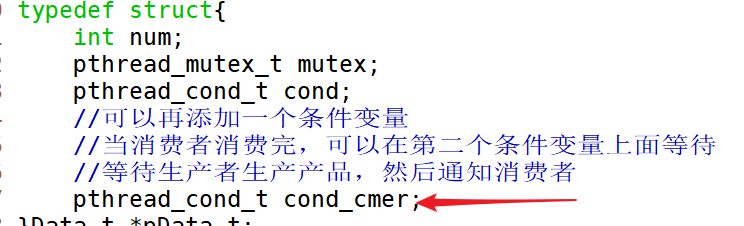 typedef struct{
int num;
pthread_mutex_t mutex;
pthread_cond_t cond;
//可以再添加一个条件变量
//当消费者消费完，可以在第二个条件变量上面等待
//等待生产者生产产品，然后通知消费者
pthread_cond_t cond_cmer;
}Data_t,*pData_t;